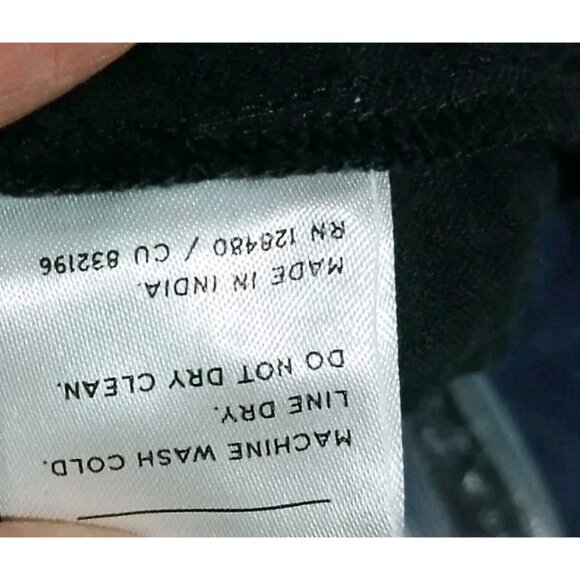 MACHINE WASH COLD.
LINE DRY.
DO NOT DRY CLEAN.
MADE IN INDIA.
RN 128480 / CU 832196